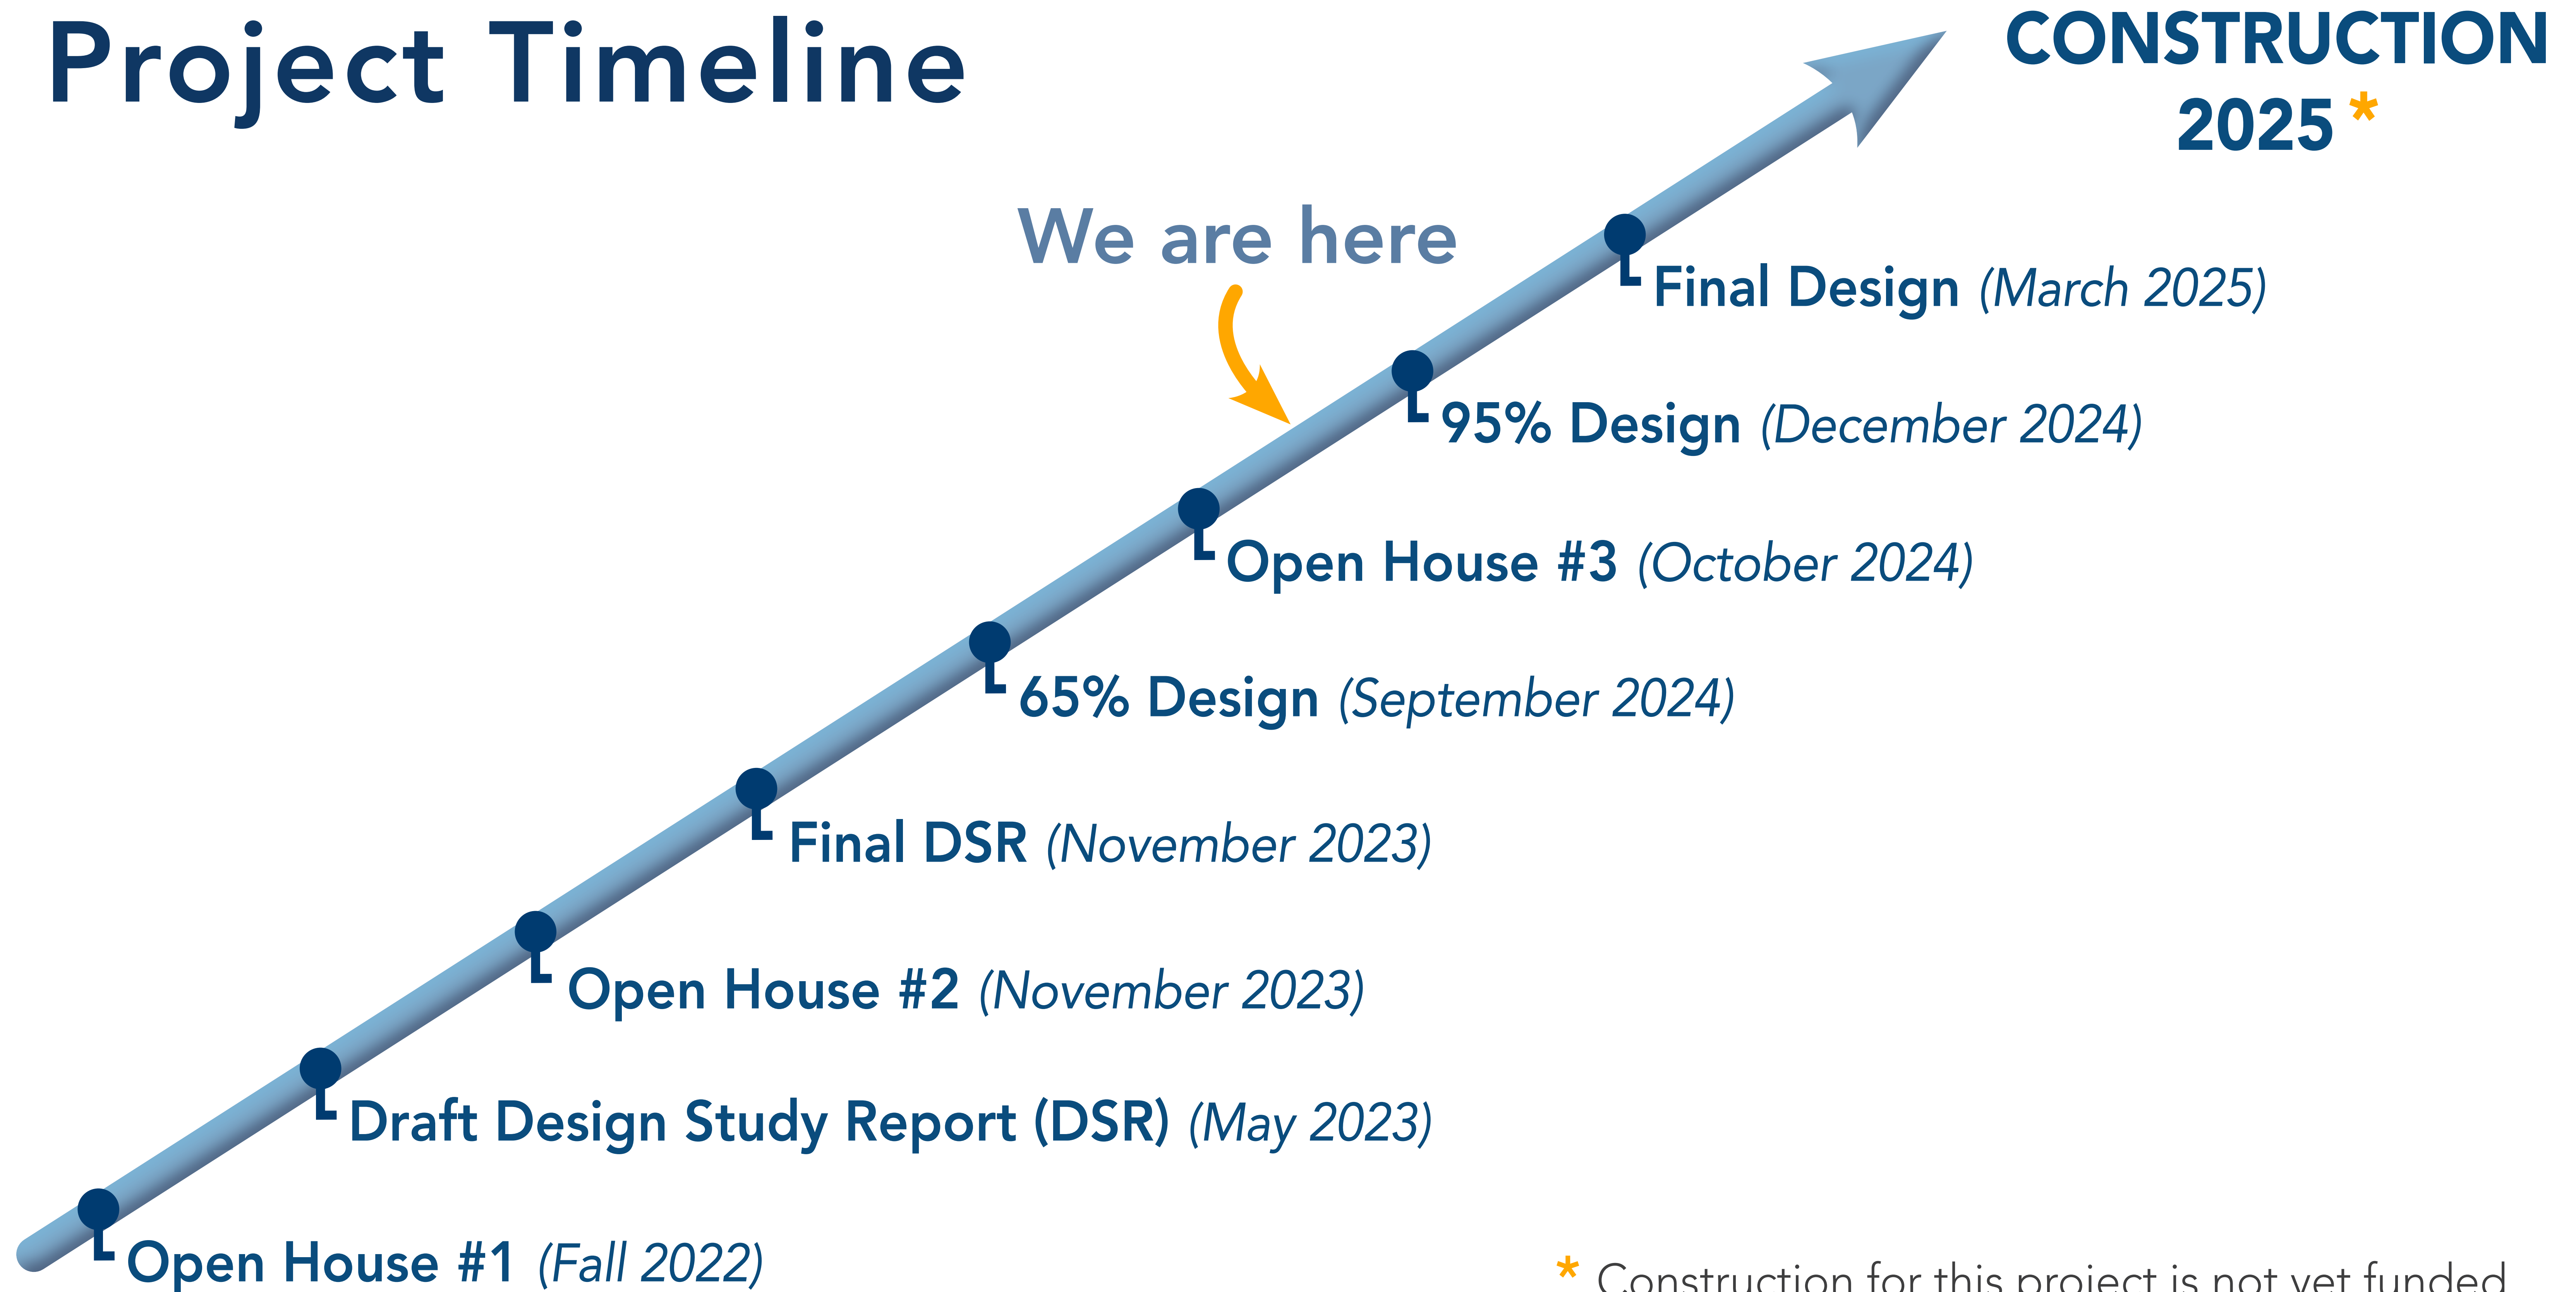 Project Timeline
CONSTRUCTION
2025 *
We are here
Final Design (March 2025)
95% Design (December 2024)
Open House #3 (October 2024)
65% Design (September 2024)
Final DSR (November 2023)
Open House #2 (November 2023)
Draft Design Study Report (DSR) (May 2023)
Open House #1 (Fall 2022)
* Construction for this project is not yet funded